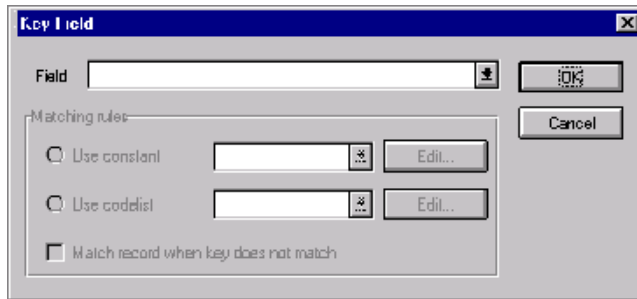 Key Field
Field
OK
Matching rules
Cancel
Use constant
Edit...
Use codelist
Edit...
Match record when key does not match